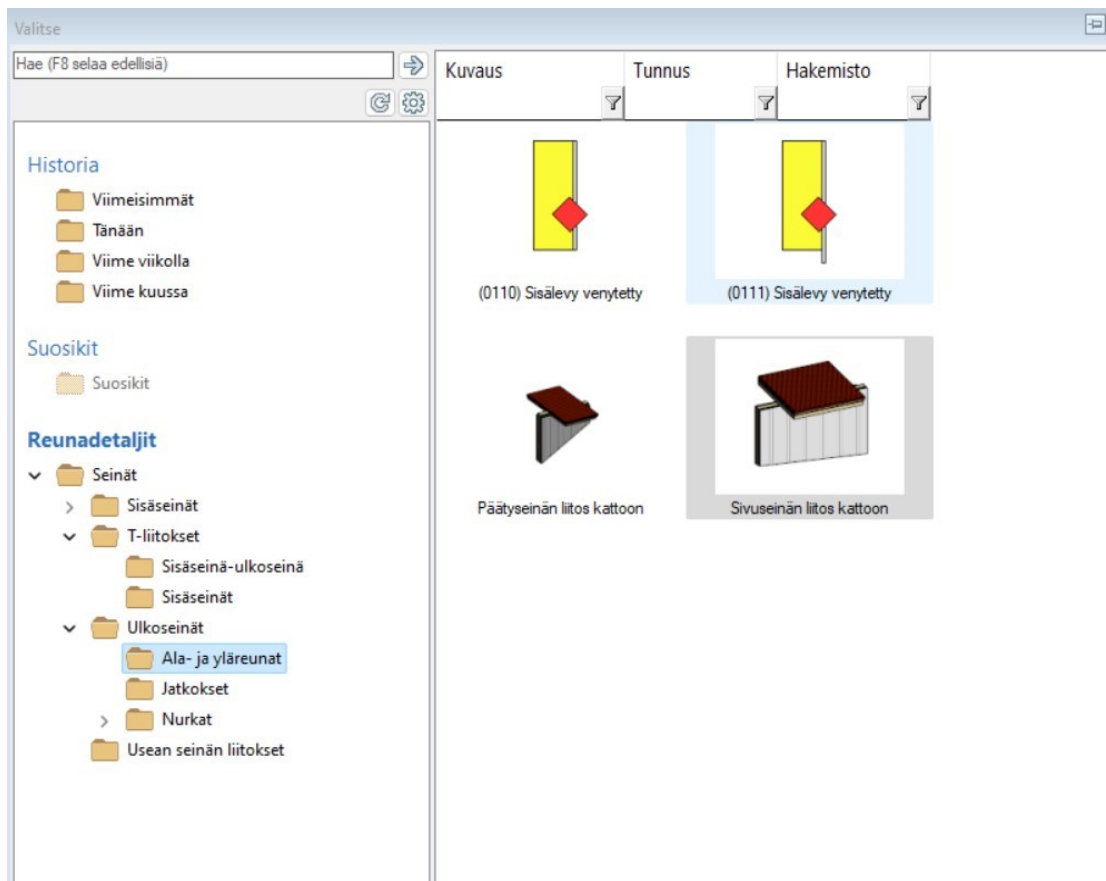 Valitse
Hae (F8 selaa edellisiä)
Historia
Viimeisimmät
Tänään
Viime viikolla
Viime kuussa
Suosikit
Suosikit
Reunadetaljit
Seinät
Sisäseinät
T-liitokset
Sisäseinä-ulkoseinä
Sisäseinät
Ulkoseinät
Ala- ja yläreunat
Jatkokset
Nurkat
Usean seinän liitokset
Kuvaus Tunnus Hakemisto
(0110) Sisälevy venytetty (0111) Sisälevy venytetty
Päätyseinän liitos kattoon Sivuseinän liitos kattoon